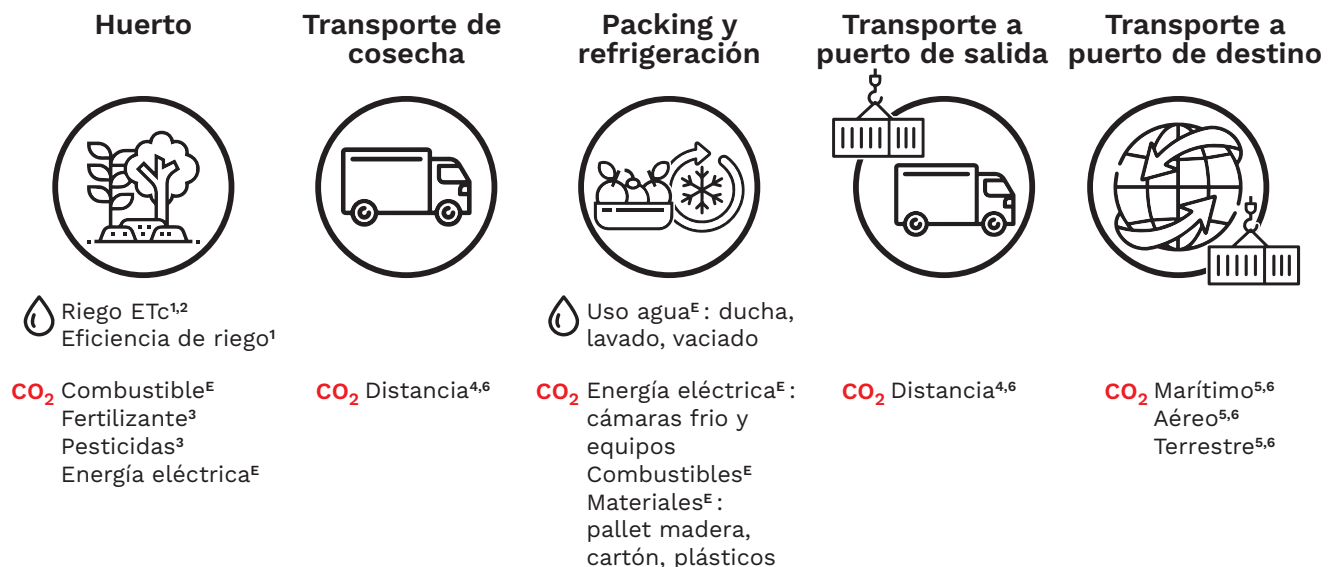 Huerto
Transporte de
cosecha
Packing y
refrigeración
Transporte a
puerto de salida
Transporte a
puerto de destino
Riego ETc¹,²
Eficiencia de riego¹
CO₂ Combustibleᴱ
Fertilizante³
Pesticidas³
Energía eléctricaᴱ
CO₂ Distancia⁴,⁶
Uso aguaᴱ: ducha,
lavado, vaciado
CO₂ Energía eléctricaᴱ:
cámaras frio y
equipos
Combustiblesᴱ
Materialesᴱ:
pallet madera,
cartón, plásticos
CO₂ Distancia⁴,⁶
CO₂ Marítimo⁵,⁶
Aéreo⁵,⁶
Terrestre⁵,⁶